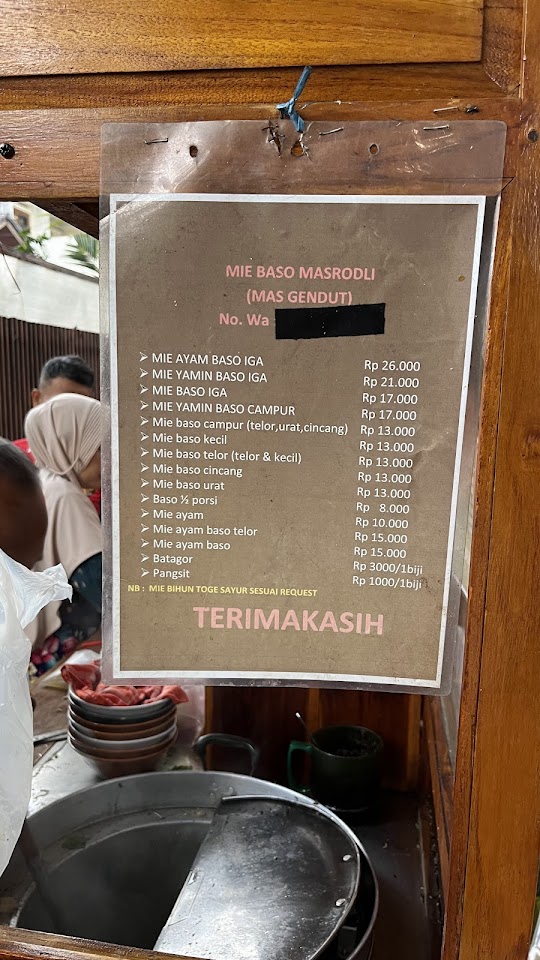 MIE BASO MASRODLI
(MAS GENDUT)
No. Wa
➤ MIE AYAM BASO IGA Rp 26.000
➤ MIE YAMIN BASO IGA Rp 21.000
➤ MIE BASO IGA Rp 17.000
➤ MIE YAMIN BASO CAMPUR Rp 17.000
➤ Mie baso campur (telor,urat,cincang) Rp 13.000
➤ Mie baso kecil Rp 13.000
➤ Mie baso telor (telor & kecil) Rp 13.000
➤ Mie baso cincang Rp 13.000
➤ Mie baso urat Rp 13.000
➤ Baso ½ porsi Rp 8.000
➤ Mie ayam Rp 10.000
➤ Mie ayam baso telor Rp 15.000
➤ Mie ayam baso Rp 15.000
➤ Batagor Rp 3000/1biji
➤ Pangsit Rp 1000/1biji
NB : MIE BIHUN TOGE SAYUR SESUAI REQUEST
TERIMAKASIH